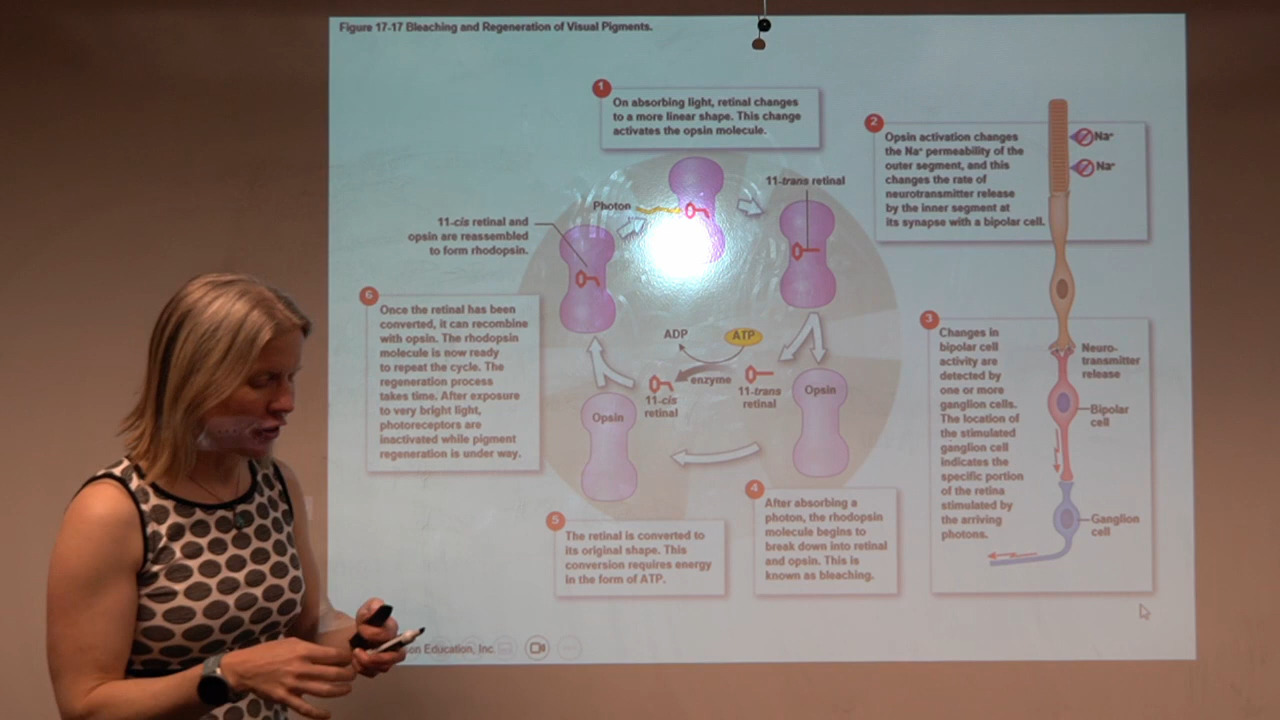 Figure 17-17 Bleaching and Regeneration of Visual Pigments.
1
On absorbing light, retinal changes
to a more linear shape. This change
activates the opsin molecule.
2
Opsin activation changes
the Na⁺ permeability of the
outer segment, and this
changes the rate of
neurotransmitter release
by the inner segment at
its synapse with a bipolar cell.
Na⁺
Na⁺
11-trans retinal
Photon
11-cis retinal and
opsin are reassembled
to form rhodopsin.
6
Once the retinal has been
converted, it can recombine
with opsin. The rhodopsin
molecule is now ready
to repeat the cycle. The
regeneration process
takes time. After exposure
to very bright light,
photoreceptors are
inactivated while pigment
regeneration is under way.
ADP
ATP
enzyme
11-cis
retinal
11-trans
retinal
Opsin
Opsin
3
Changes in
bipolar cell
activity are
detected by
one or more
ganglion cells.
The location of
the stimulated
ganglion cell
indicates the
specific portion
of the retina
stimulated by
the arriving
photons.
Neuro-
transmitter
release
Bipolar
cell
Ganglion
cell
4
After absorbing a
photon, the rhodopsin
molecule begins to
break down into retinal
and opsin. This is
known as bleaching.
5
The retinal is converted to
its original shape. This
conversion requires energy
in the form of ATP.
son Education, Inc